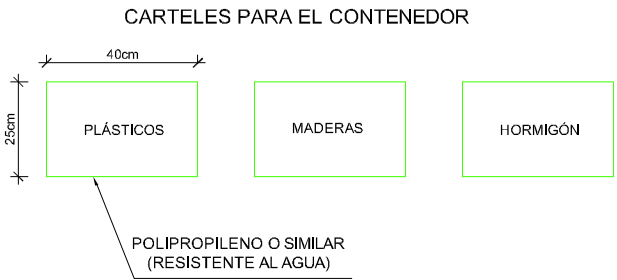 CARTELES PARA EL CONTENEDOR
40cm
25cm
PLÁSTICOS
MADERAS
HORMIGÓN
POLIPROPILENO O SIMILAR
(RESISTENTE AL AGUA)